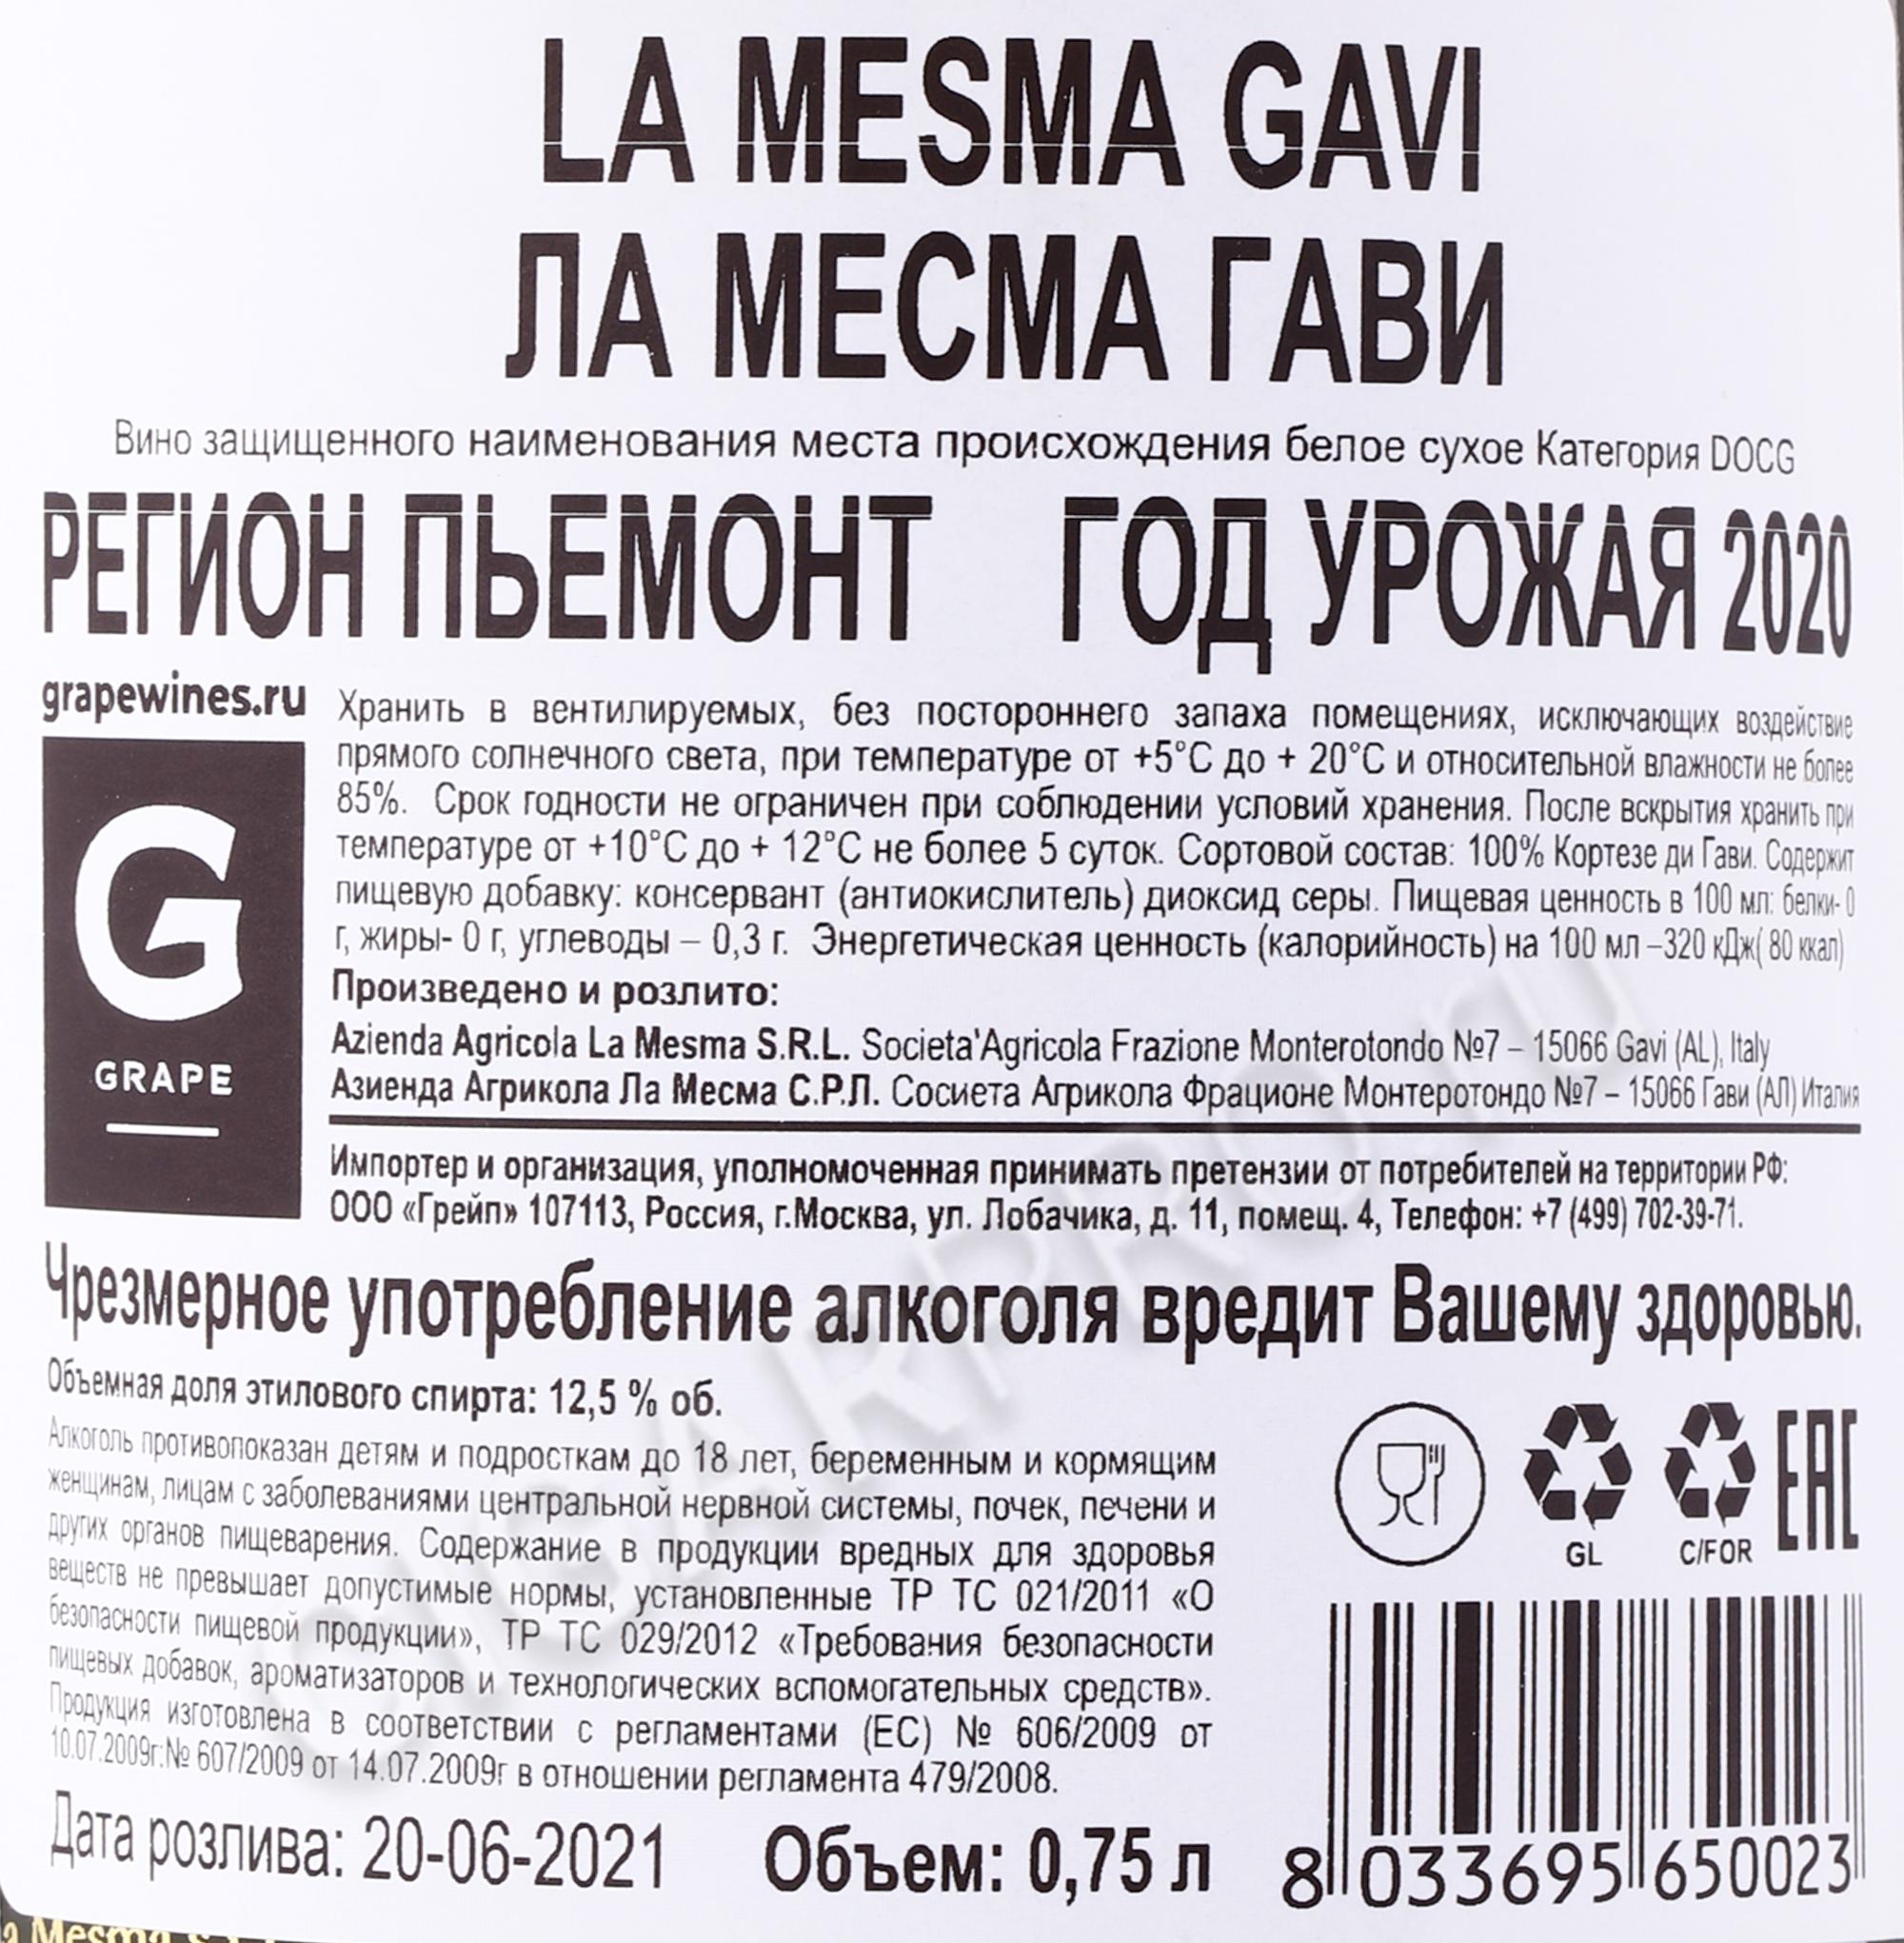 LA MESMA GAVI
ЛА МЕСМА ГАВИ
Вино защищенного наименования места происхождения белое сухое Категория DOCG
РЕГИОН ПЬЕМОНТ ГОД УРОЖАЯ 2020
grapewines.ru
G
GRAPE
Хранить в вентилируемых, без постороннего запаха помещениях, исключающих воздействие
прямого солнечного света, при температуре от +5°С до + 20°С и относительной влажности не более
85%. Срок годности не ограничен при соблюдении условий хранения. После вскрытия хранить при
температуре от +10°С до + 12°С не более 5 суток. Сортовой состав: 100% Кортезе ди Гави. Содержит
пищевую добавку: консервант (антиокислитель) диоксид серы. Пищевая ценность в 100 мл: белки- 0
г, жиры- 0 г, углеводы – 0,3 г. Энергетическая ценность (калорийность) на 100 мл –320 кДж( 80 ккал)
Произведено и розлито:
Azienda Agricola La Mesma S.R.L. Societa'Agricola Frazione Monterotondo №7 – 15066 Gavi (AL), Italy
Азиенда Агрикола Ла Месма С.Р.Л. Сосиета Агрикола Фрационе Монтеротондо №7 – 15066 Гави (АЛ) Италия
Импортер и организация, уполномоченная принимать претензии от потребителей на территории РФ:
ООО «Грейп» 107113, Россия, г.Москва, ул. Лобачика, д. 11, помещ. 4, Телефон: +7 (499) 702-39-71.
Чрезмерное употребление алкоголя вредит Вашему здоровью.
Объемная доля этилового спирта: 12,5 % об.
Алкоголь противопоказан детям и подросткам до 18 лет, беременным и кормящим
женщинам, лицам с заболеваниями центральной нервной системы, почек, печени и
других органов пищеварения. Содержание в продукции вредных для здоровья
веществ не превышает допустимые нормы, установленные ТР ТС 021/2011 «О
безопасности пищевой продукции», ТР ТС 029/2012 «Требования безопасности
пищевых добавок, ароматизаторов и технологических вспомогательных средств».
Продукция изготовлена в соответствии с регламентами (ЕС) № 606/2009 от
10.07.2009г:№ 607/2009 от 14.07.2009г в отношении регламента 479/2008.
GL C/FOR EAC
Дата розлива: 20-06-2021 Объем: 0,75 л
8 033695 650023
CIGARPRO.ru
a Mesma S.r.l.